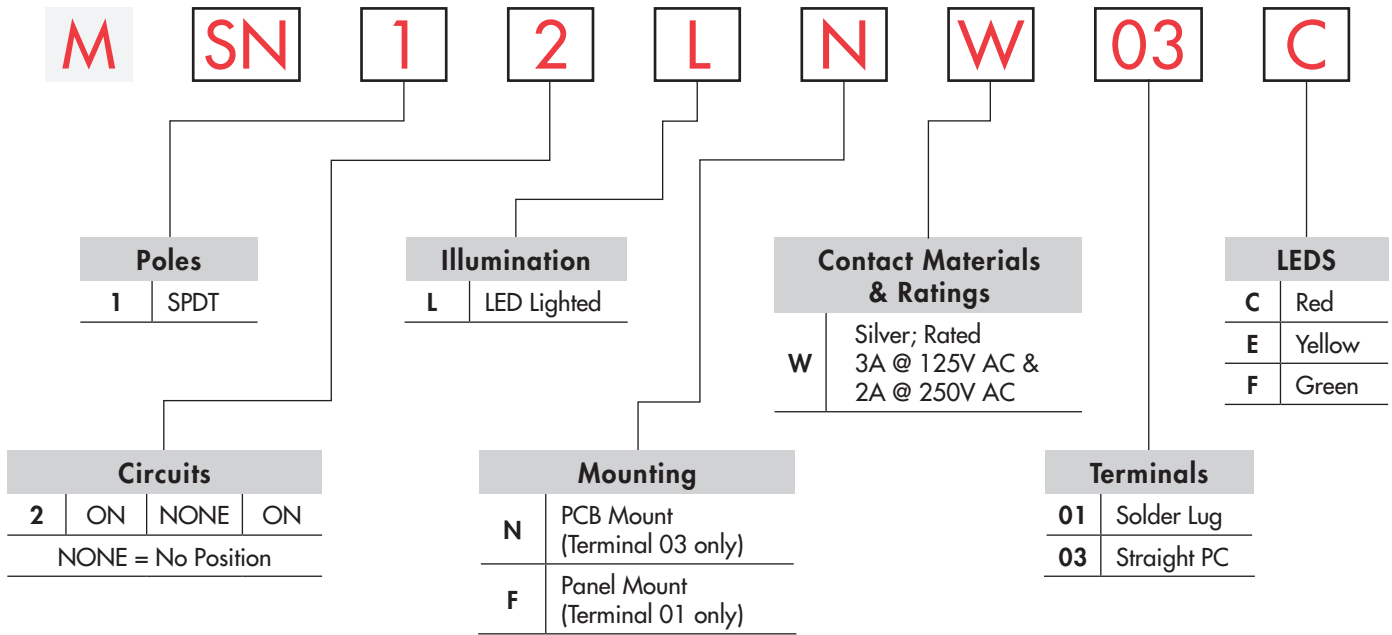 M SN 1 2 L N W 03 C
Poles
1 SPDT
Illumination
L LED Lighted
Contact Materials
& Ratings
W Silver; Rated
3A @ 125V AC &
2A @ 250V AC
LEDS
C Red
E Yellow
F Green
Circuits
2 ON NONE ON
NONE = No Position
Mounting
N PCB Mount
(Terminal 03 only)
F Panel Mount
(Terminal 01 only)
Terminals
01 Solder Lug
03 Straight PC